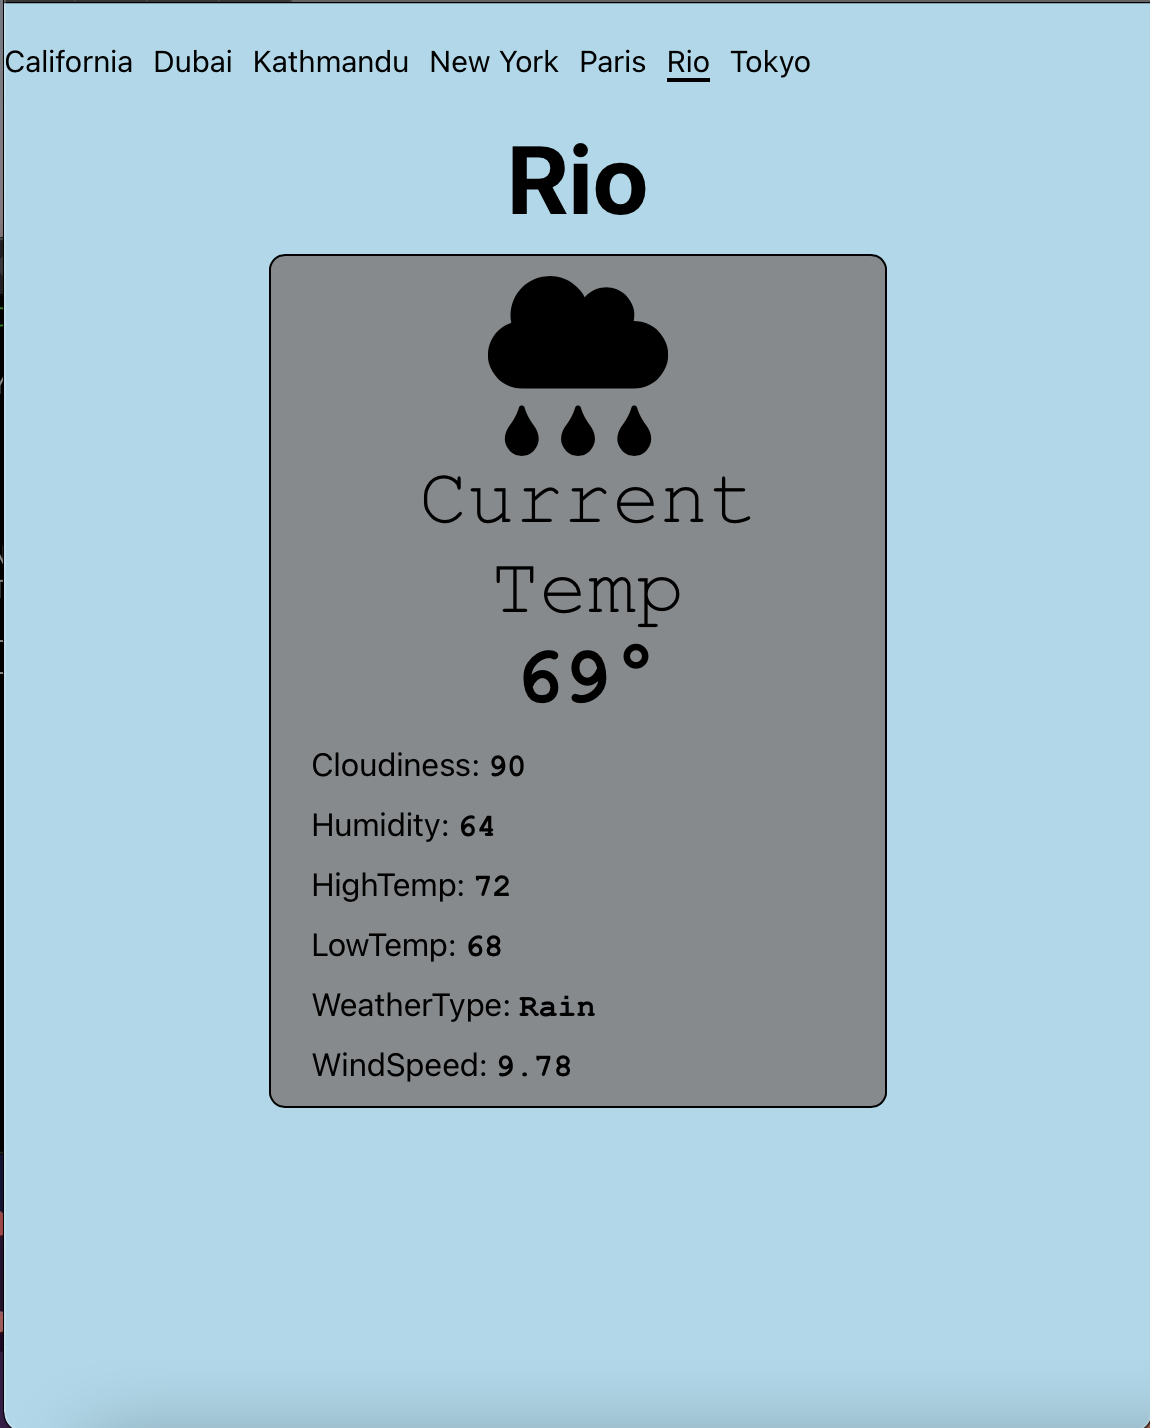 California Dubai Kathmandu New York Paris Rio Tokyo
Rio
Current
Temp
69°
Cloudiness: 90
Humidity: 64
HighTemp: 72
LowTemp: 68
WeatherType: Rain
WindSpeed: 9.78